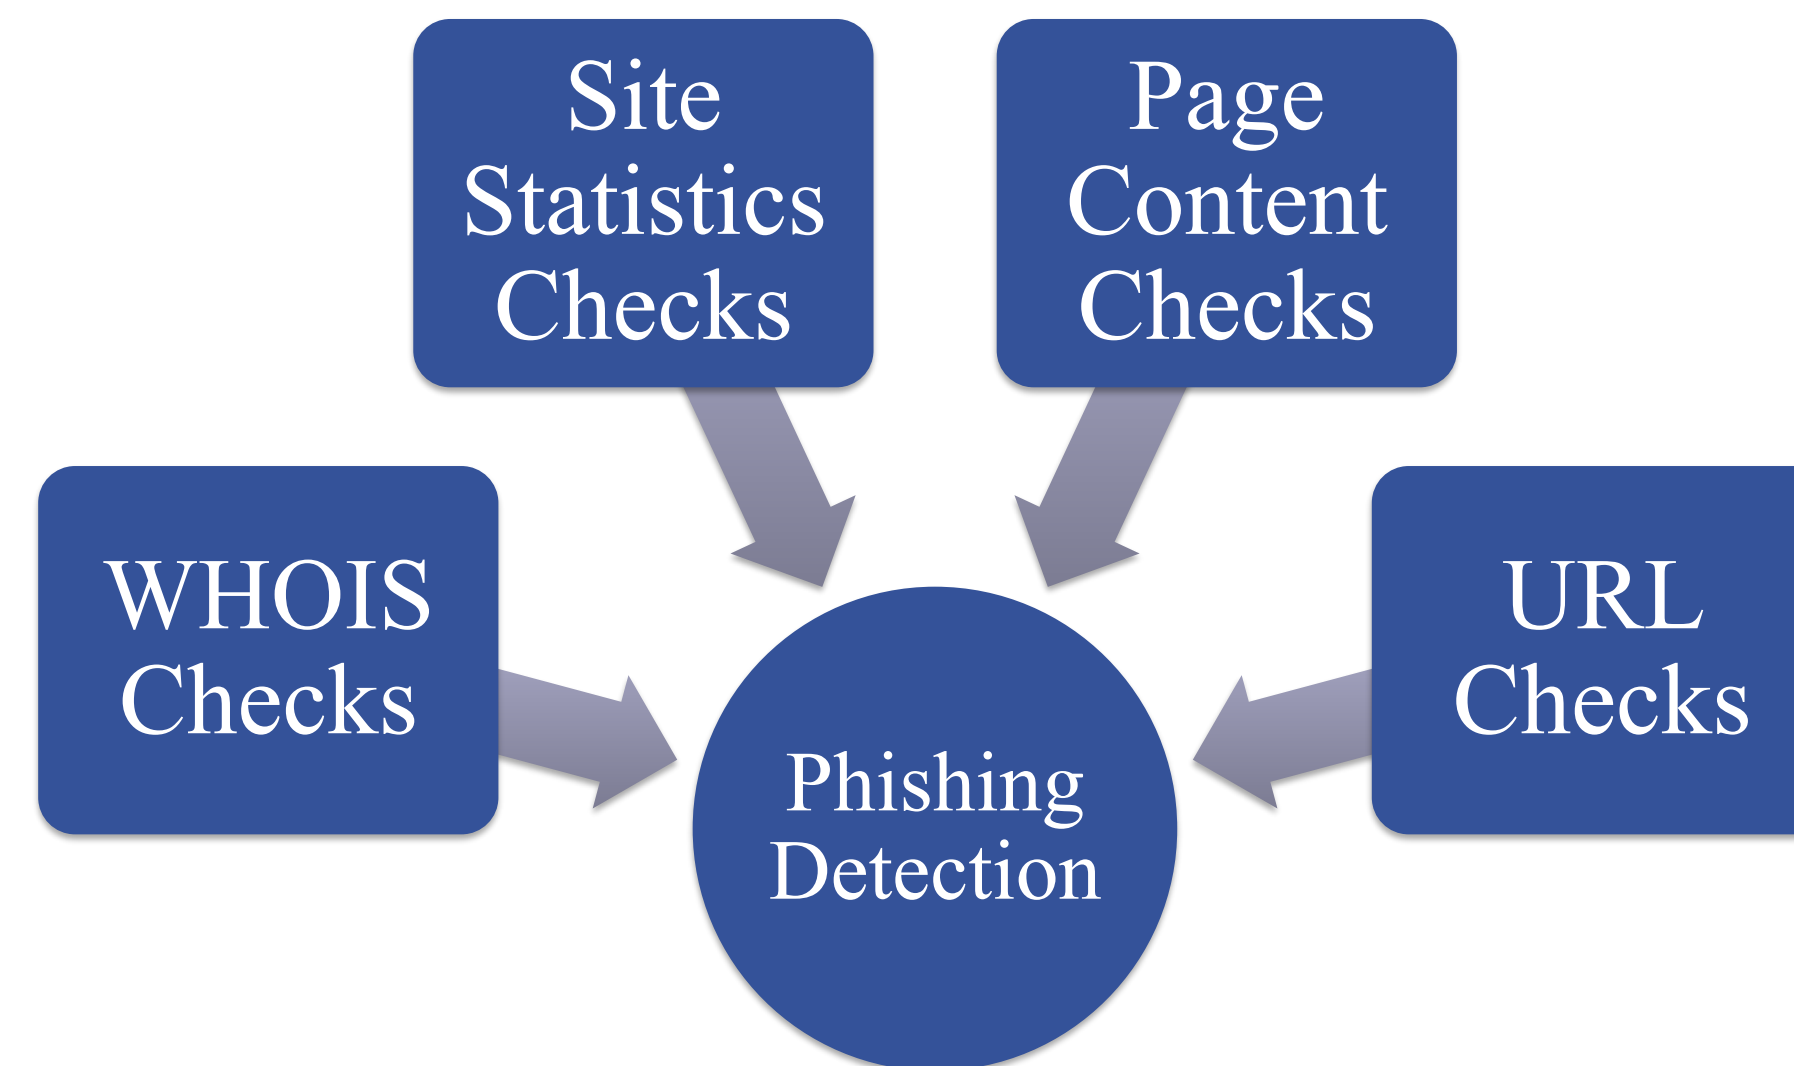 Site
Statistics
Checks
Page
Content
Checks
WHOIS
Checks
URL
Checks
Phishing
Detection